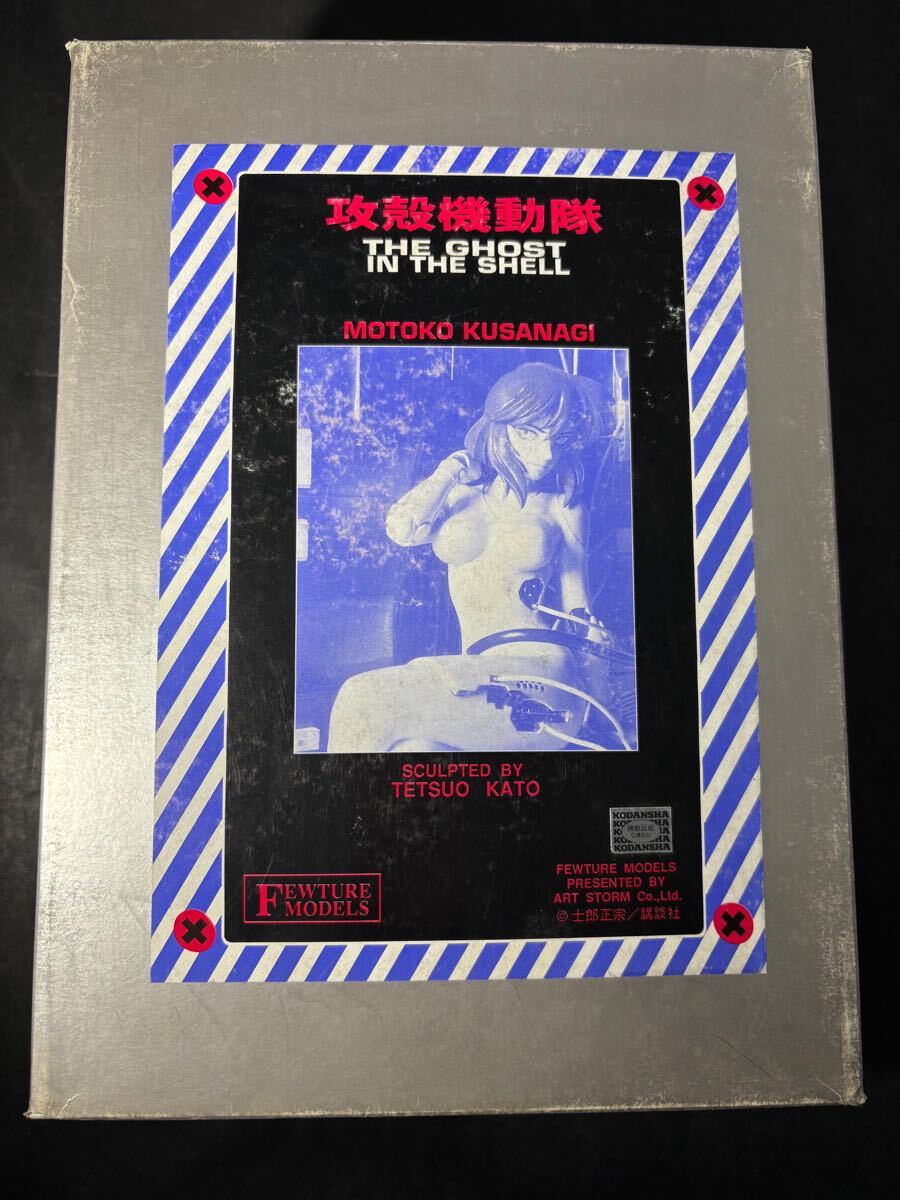 攻殻機動隊
THE GHOST
IN THE SHELL
MOTOKO KUSANAGI
SCULPTED BY
TETSUO KATO
KODANSHA
KODANSHA
FEWTURE
MODELS
FEWTURE MODELS
PRESENTED BY
ART STORM Co.,Ltd.
©士郎正宗／講談社